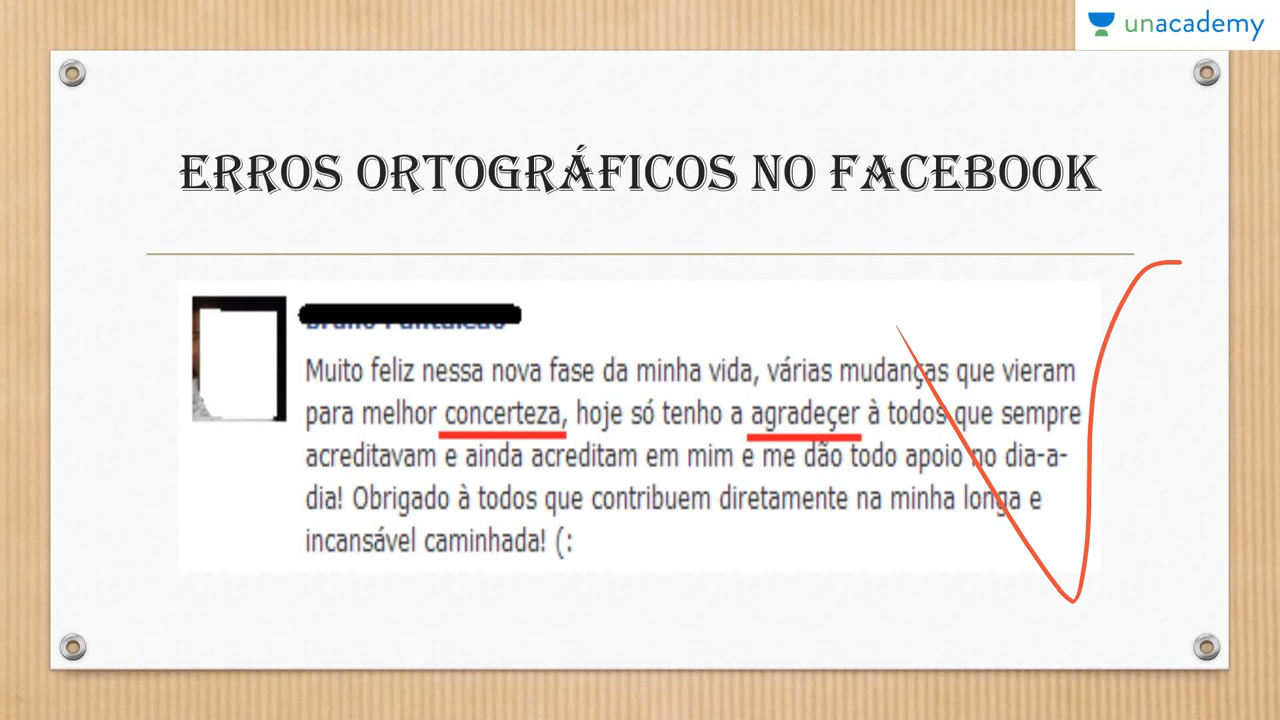 unacademy
ERROS ORTOGRÁFICOS NO FACEBOOK
Muito feliz nessa nova fase da minha vida, várias mudanças que vieram
para melhor concerteza, hoje só tenho a agradeçer à todos que sempre
acreditavam e ainda acreditam em mim e me dão todo apoio no dia-a-
dia! Obrigado à todos que contribuem diretamente na minha longa e
incansável caminhada! (: